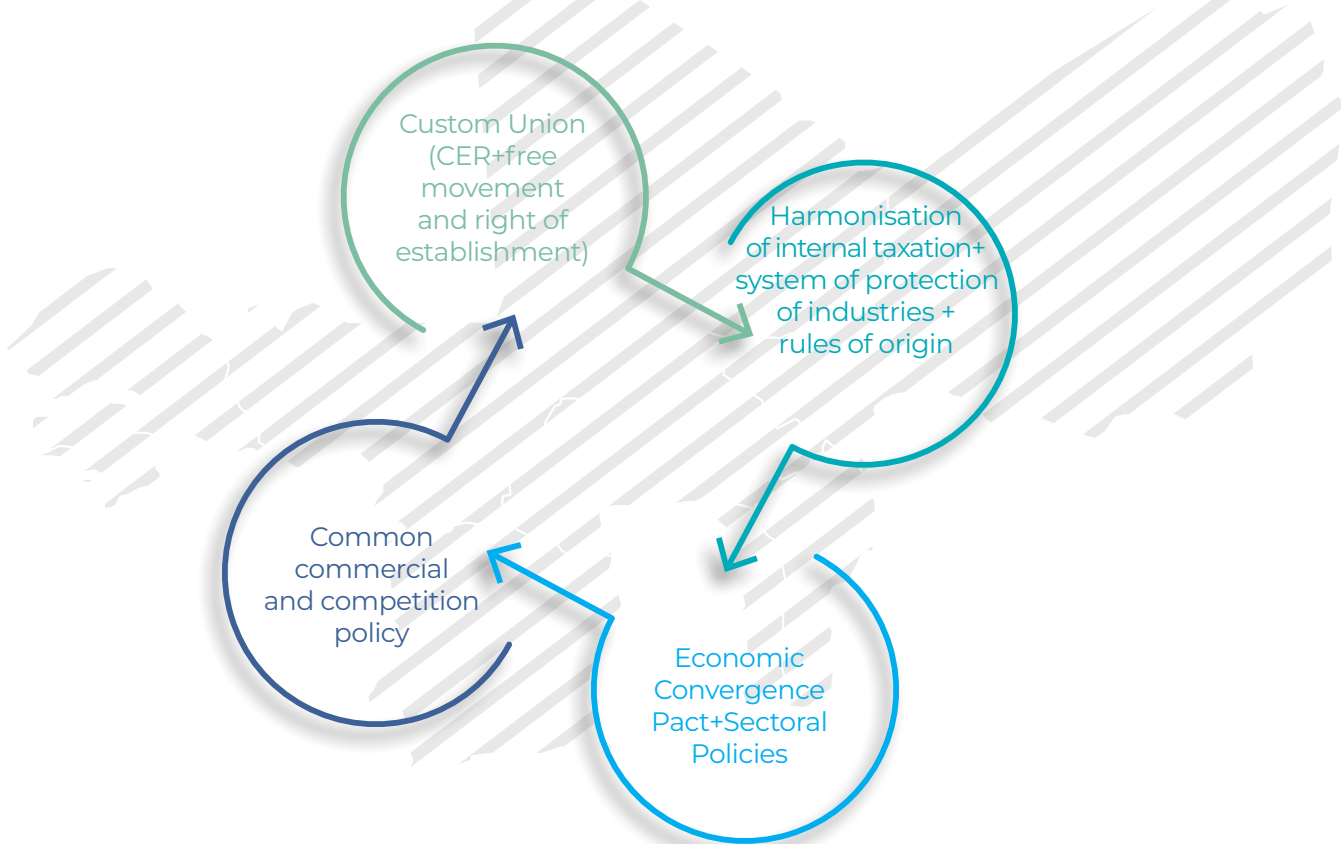 Custom Union
(CER+free
movement
and right of
establishment)
Harmonisation
of internal taxation+
system of protection
of industries +
rules of origin
Economic
Convergence
Pact+Sectoral
Policies
Common
commercial
and competition
policy